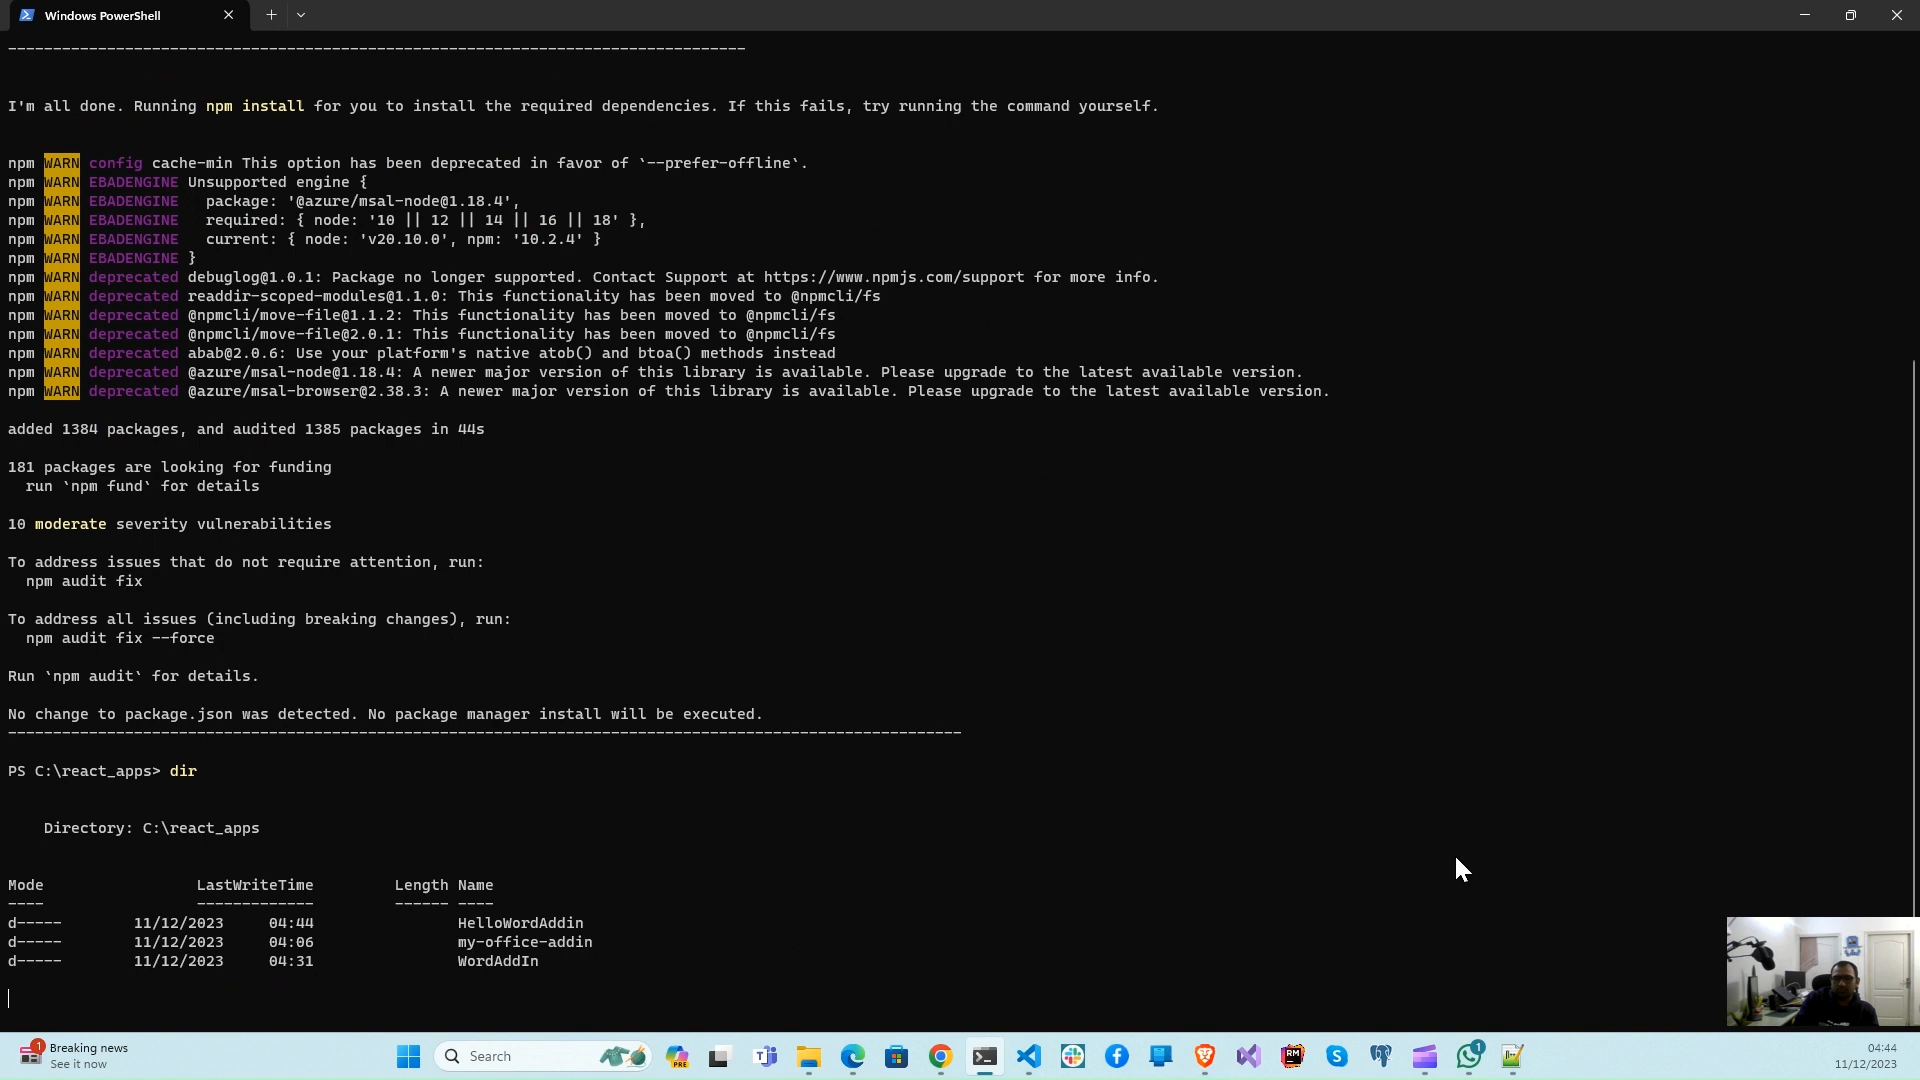 Windows PowerShell
--------------------------------------------------------------------------------
I'm all done. Running npm install for you to install the required dependencies. If this fails, try running the command yourself.
npm WARN config cache-min This option has been deprecated in favor of `--prefer-offline`.
npm WARN EBADENGINE Unsupported engine {
npm WARN EBADENGINE   package: '@azure/msal-node@1.18.4',
npm WARN EBADENGINE   required: { node: '10 || 12 || 14 || 16 || 18' },
npm WARN EBADENGINE   current: { node: 'v20.10.0', npm: '10.2.4' }
npm WARN EBADENGINE }
npm WARN deprecated debuglog@1.0.1: Package no longer supported. Contact Support at https://www.npmjs.com/support for more info.
npm WARN deprecated readdir-scoped-modules@1.1.0: This functionality has been moved to @npmcli/fs
npm WARN deprecated @npmcli/move-file@1.1.2: This functionality has been moved to @npmcli/fs
npm WARN deprecated @npmcli/move-file@2.0.1: This functionality has been moved to @npmcli/fs
npm WARN deprecated abab@2.0.6: Use your platform's native atob() and btoa() methods instead
npm WARN deprecated @azure/msal-node@1.18.4: A newer major version of this library is available. Please upgrade to the latest available version.
npm WARN deprecated @azure/msal-browser@2.38.3: A newer major version of this library is available. Please upgrade to the latest available version.
added 1384 packages, and audited 1385 packages in 44s
181 packages are looking for funding
  run `npm fund` for details
10 moderate severity vulnerabilities
To address issues that do not require attention, run:
  npm audit fix
To address all issues (including breaking changes), run:
  npm audit fix --force
Run `npm audit` for details.
No change to package.json was detected. No package manager install will be executed.
----------------------------------------------------------------------------------------------------------
PS C:\react_apps> dir
    Directory: C:\react_apps
Mode                 LastWriteTime         Length Name
----                 -------------         ------ ----
d-----        11/12/2023     04:44                HelloWordAddin
d-----        11/12/2023     04:06                my-office-addin
d-----        11/12/2023     04:31                WordAddIn
1
Breaking news
See it now
Search
PRE
RM
1
04:44
11/12/2023